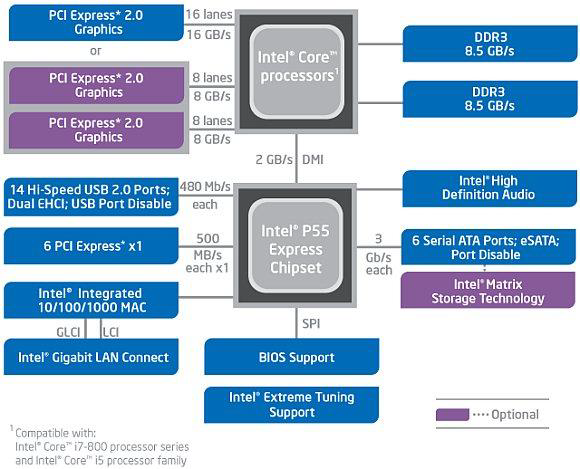 PCI Express* 2.0
Graphics
16 lanes
16 GB/s
or
PCI Express* 2.0
Graphics
8 lanes
8 GB/s
PCI Express* 2.0
Graphics
8 lanes
8 GB/s
Intel® Core™
processors¹
DDR3
8.5 GB/s
DDR3
8.5 GB/s
2 GB/s DMI
14 Hi-Speed USB 2.0 Ports;
Dual EHCI; USB Port Disable
480 Mb/s
each
Intel® High
Definition Audio
6 PCI Express* x1
500
MB/s
each x1
Intel® P55
Express
Chipset
3
Gb/s
each
6 Serial ATA Ports; eSATA;
Port Disable
Intel® Matrix
Storage Technology
Intel® Integrated
10/100/1000 MAC
GLCI
LCI
Intel® Gigabit LAN Connect
SPI
BIOS Support
Intel® Extreme Tuning
Support
Optional
¹ Compatible with:
Intel® Core™ i7-800 processor series
and Intel® Core™ i5 processor family